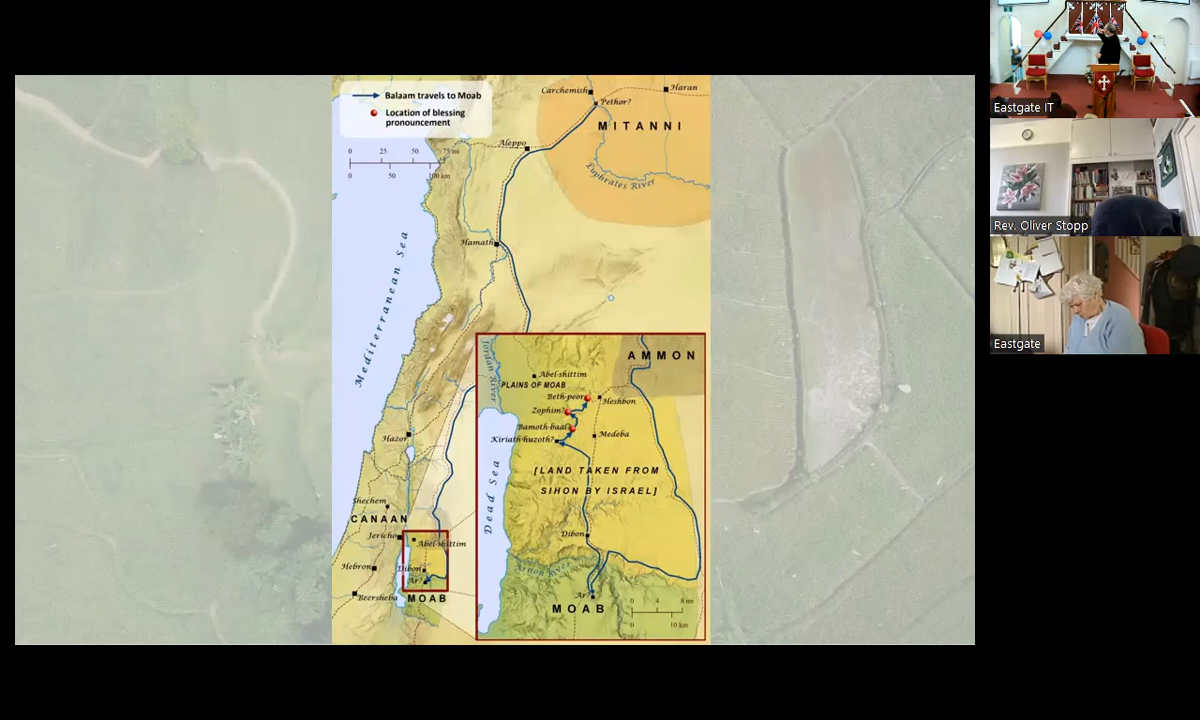 Balaam travels to Moab
Location of blessing
pronouncement
0 25 50 75 mi
0 50 100 km
Carchemish
Haran
Pethor?
MITANNI
Aleppo
Euphrates River
Hamath
Mediterranean Sea
Hazor
Shechem
CANAAN
Jericho
Abel-shittim
Hebron
Dibon
Ar?
Beersheba
MOAB
Jordan River
AMMON
Abel-shittim
PLAINS OF MOAB
Beth-peor
Heshbon
Zophim?
Bamoth-baal?
Kiriath-huzoth?
Medeba
Dead Sea
[LAND TAKEN FROM
SIHON BY ISRAEL]
Dibon
Arnon River
Ar?
MOAB
0 4 8 mi
0 10 km
Eastgate IT
Rev. Oliver Stopp
Eastgate